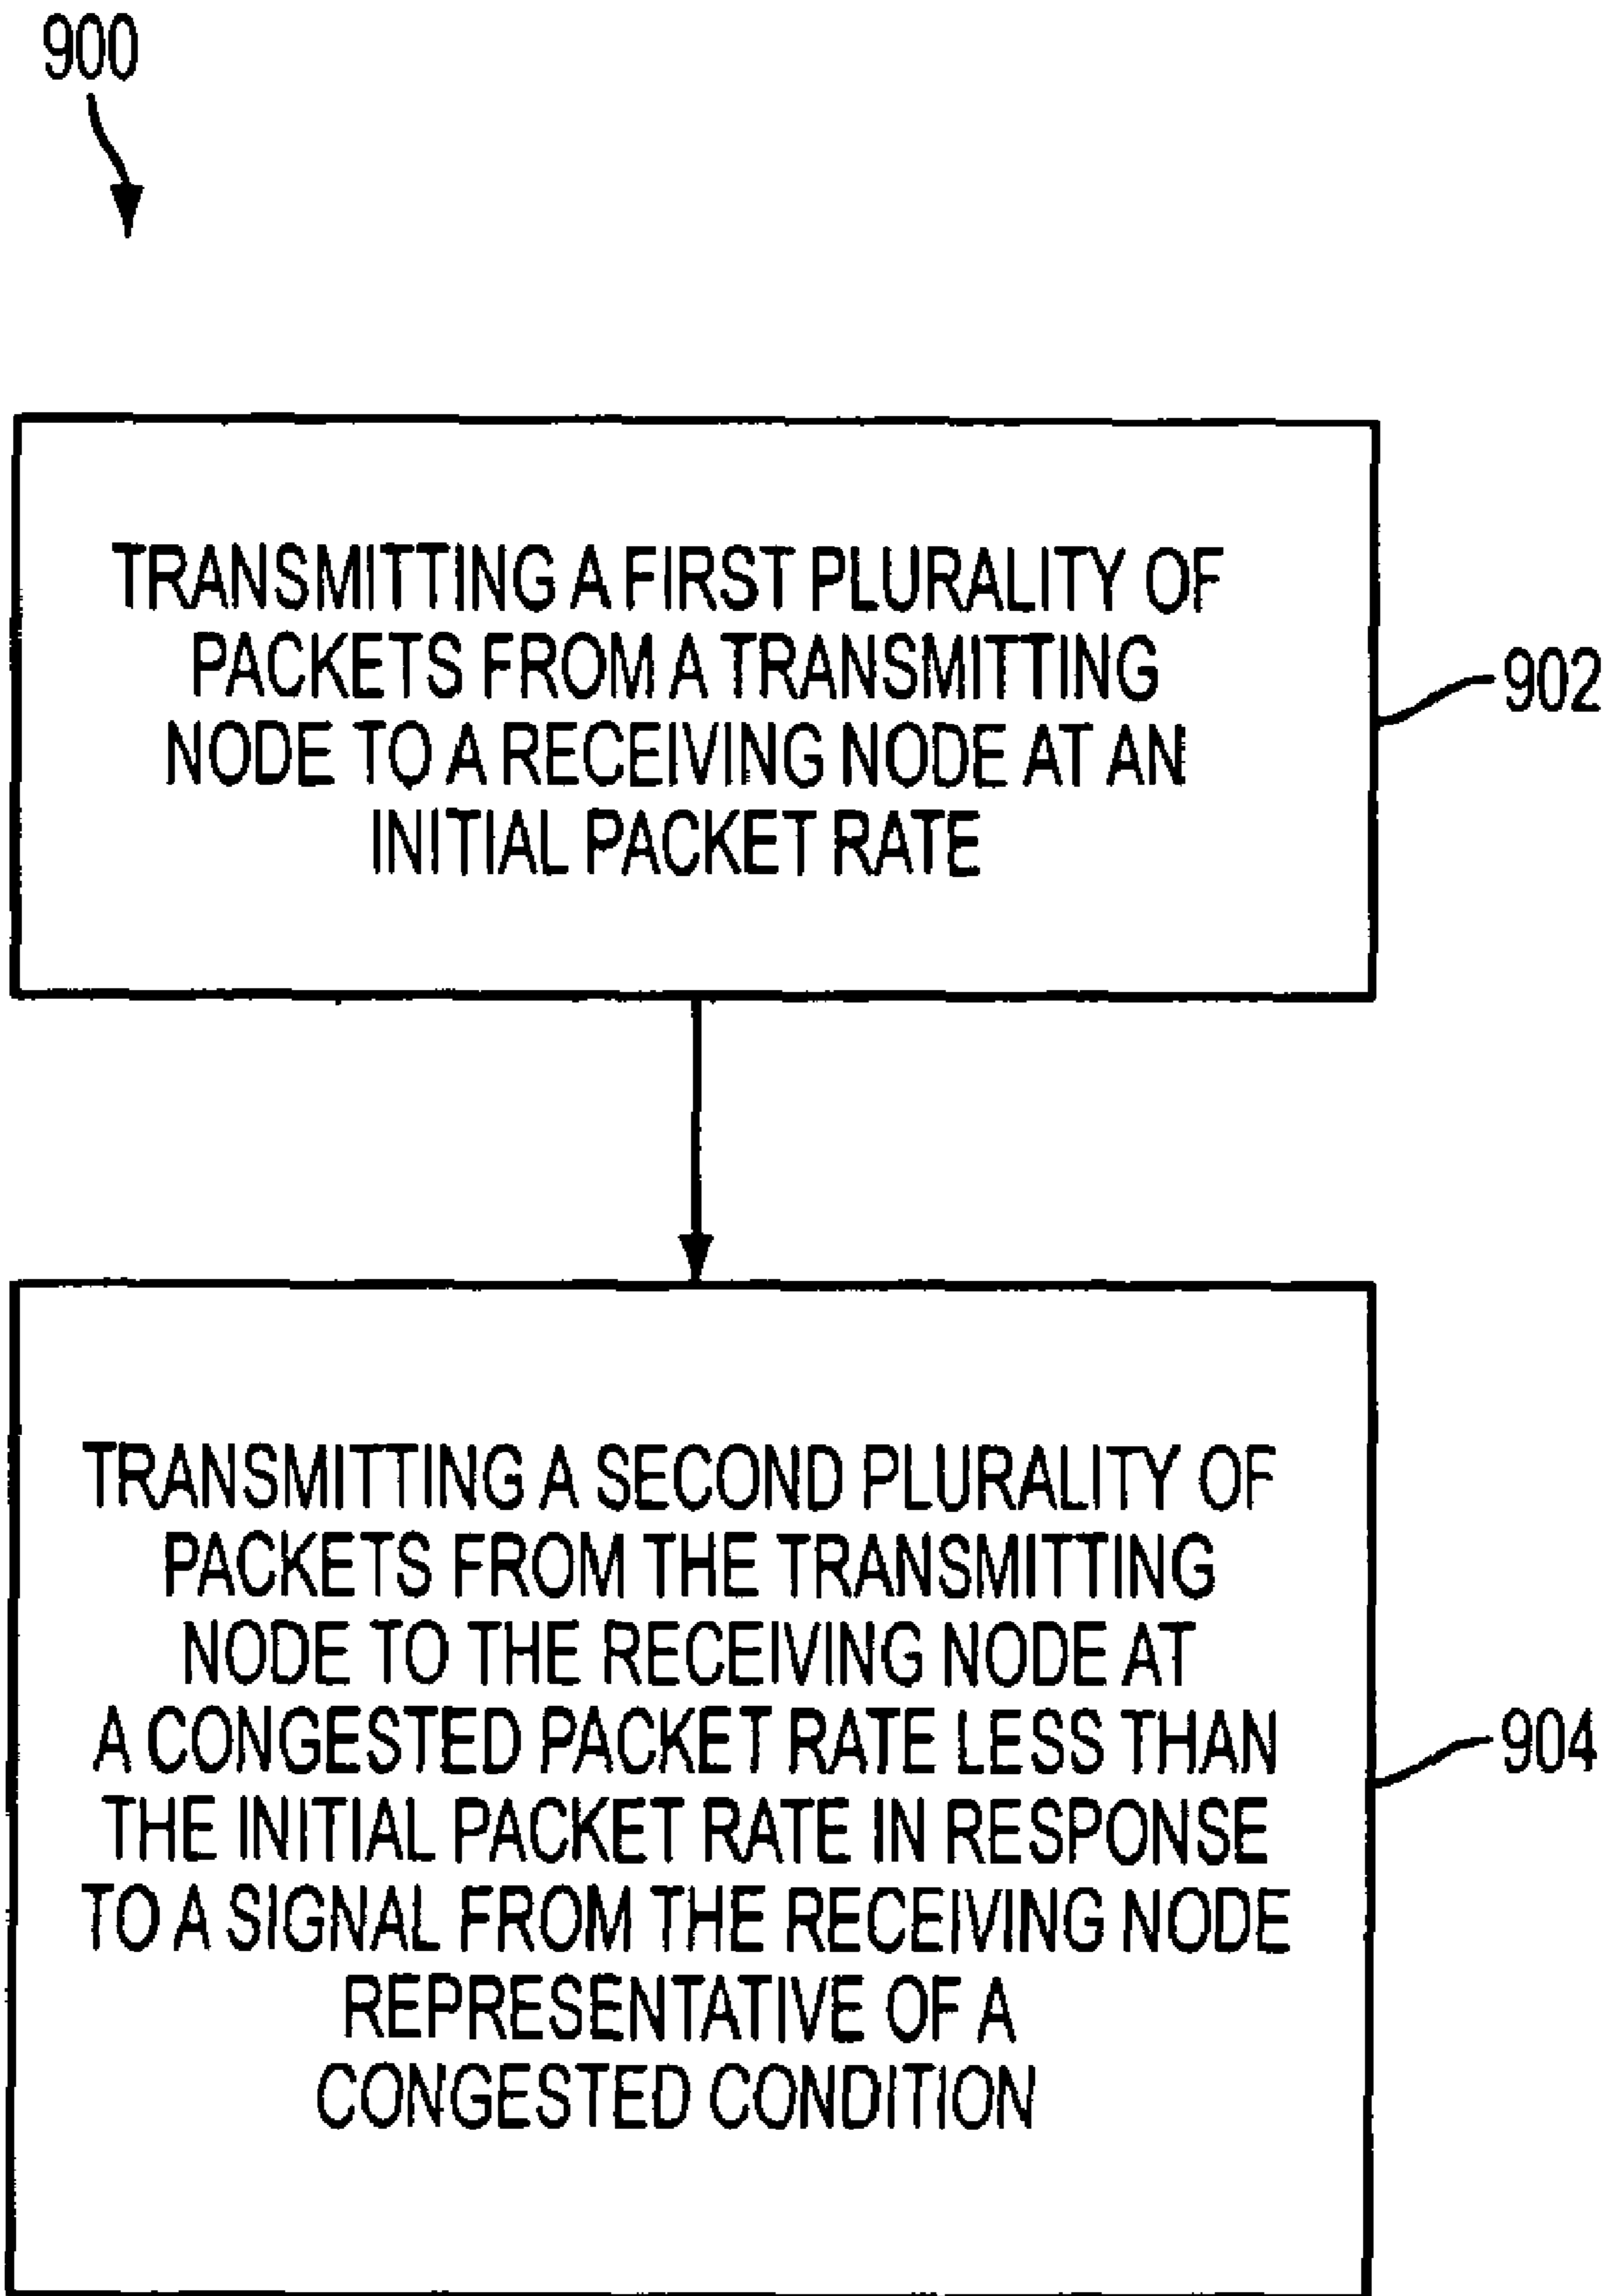 900
TRANSMITTING A FIRST PLURALITY OF
PACKETS FROM A TRANSMITTING
NODE TO A RECEIVING NODE AT AN
INITIAL PACKET RATE
902
TRANSMITTING A SECOND PLURALITY OF
PACKETS FROM THE TRANSMITTING
NODE TO THE RECEIVING NODE AT
A CONGESTED PACKET RATE LESS THAN
THE INITIAL PACKET RATE IN RESPONSE
TO A SIGNAL FROM THE RECEIVING NODE
REPRESENTATIVE OF A
CONGESTED CONDITION
904